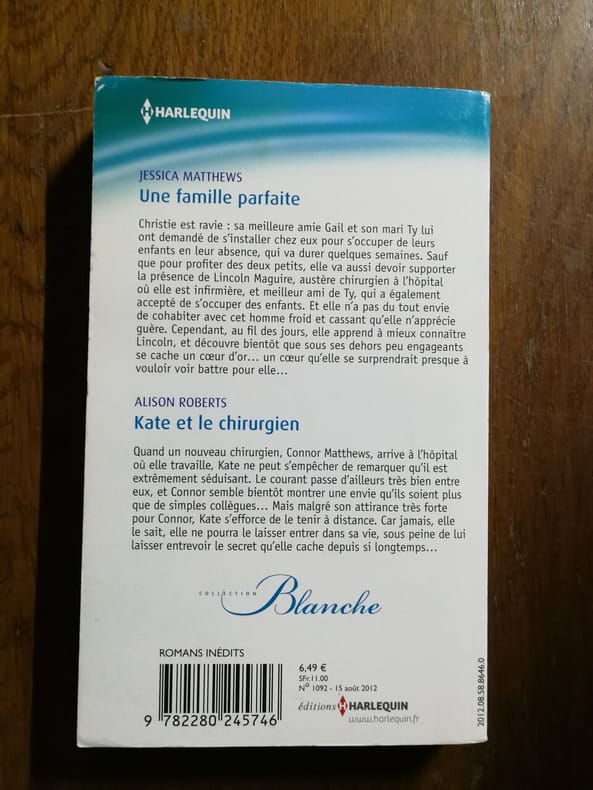 HARLEQUIN
JESSICA MATTHEWS
Une famille parfaite
Christie est ravie : sa meilleure amie Gail et son mari Ty lui
ont demandé de s'installer chez eux pour s'occuper de leurs
enfants en leur absence, qui va durer quelques semaines. Sauf
que pour profiter des deux petits, elle va aussi devoir supporter
la présence de Lincoln Maguire, austère chirurgien à l'hôpital
où elle est infirmière, et meilleur ami de Ty, qui a également
accepté de s'occuper des enfants. Et elle n'a pas du tout envie
de cohabiter avec cet homme froid et cassant qu'elle n'apprécie
guère. Cependant, au fil des jours, elle apprend à mieux connaître
Lincoln, et découvre bientôt que sous ses dehors peu engageants
se cache un cœur d'or... un cœur qu'elle se surprendrait presque à
vouloir voir battre pour elle...
ALISON ROBERTS
Kate et le chirurgien
Quand un nouveau chirurgien, Connor Matthews, arrive à l'hôpital
où elle travaille, Kate ne peut s'empêcher de remarquer qu'il est
extrêmement séduisant. Le courant passe d'ailleurs très bien entre
eux, et Connor semble bientôt montrer une envie qu'ils soient plus
que de simples collègues... Mais malgré son attirance très forte
pour Connor, Kate s'efforce de le tenir à distance. Car jamais, elle
le sait, elle ne pourra le laisser entrer dans sa vie, sous peine de lui
laisser entrevoir le secret qu'elle cache depuis si longtemps...
COLLECTION Blanche
ROMANS INÉDITS
6,49 €
SFr.11.00
N° 1092 - 15 août 2012
9 782280 245746
éditions HARLEQUIN
www.harlequin.fr
2012.08.58.8646.0